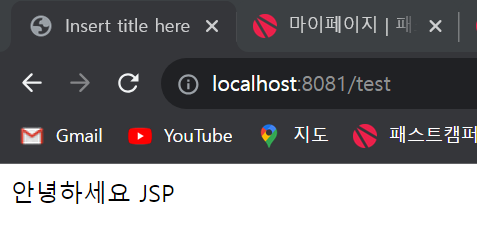 Insert title here
마이페이지 | 패
localhost:8081/test
Gmail
YouTube
지도
패스트캠퍼
안녕하세요 JSP